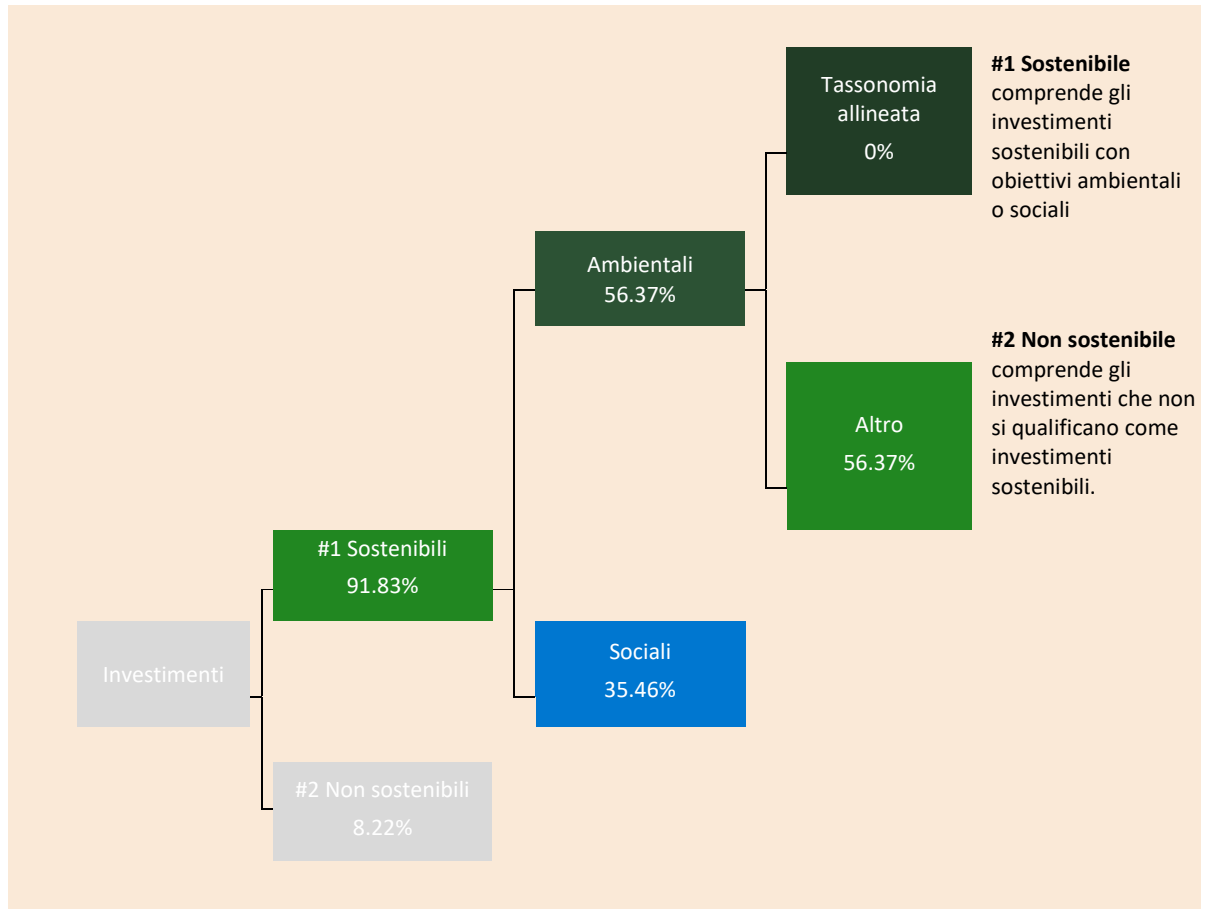 Tassonomia
allineata
0%
#1 Sostenibile
comprende gli
investimenti
sostenibili con
obiettivi ambientali
o sociali
Ambientali
56.37%
#2 Non sostenibile
comprende gli
investimenti che non
si qualificano come
investimenti
sostenibili.
Altro
56.37%
#1 Sostenibili
91.83%
Sociali
35.46%
Investimenti
#2 Non sostenibili
8.22%